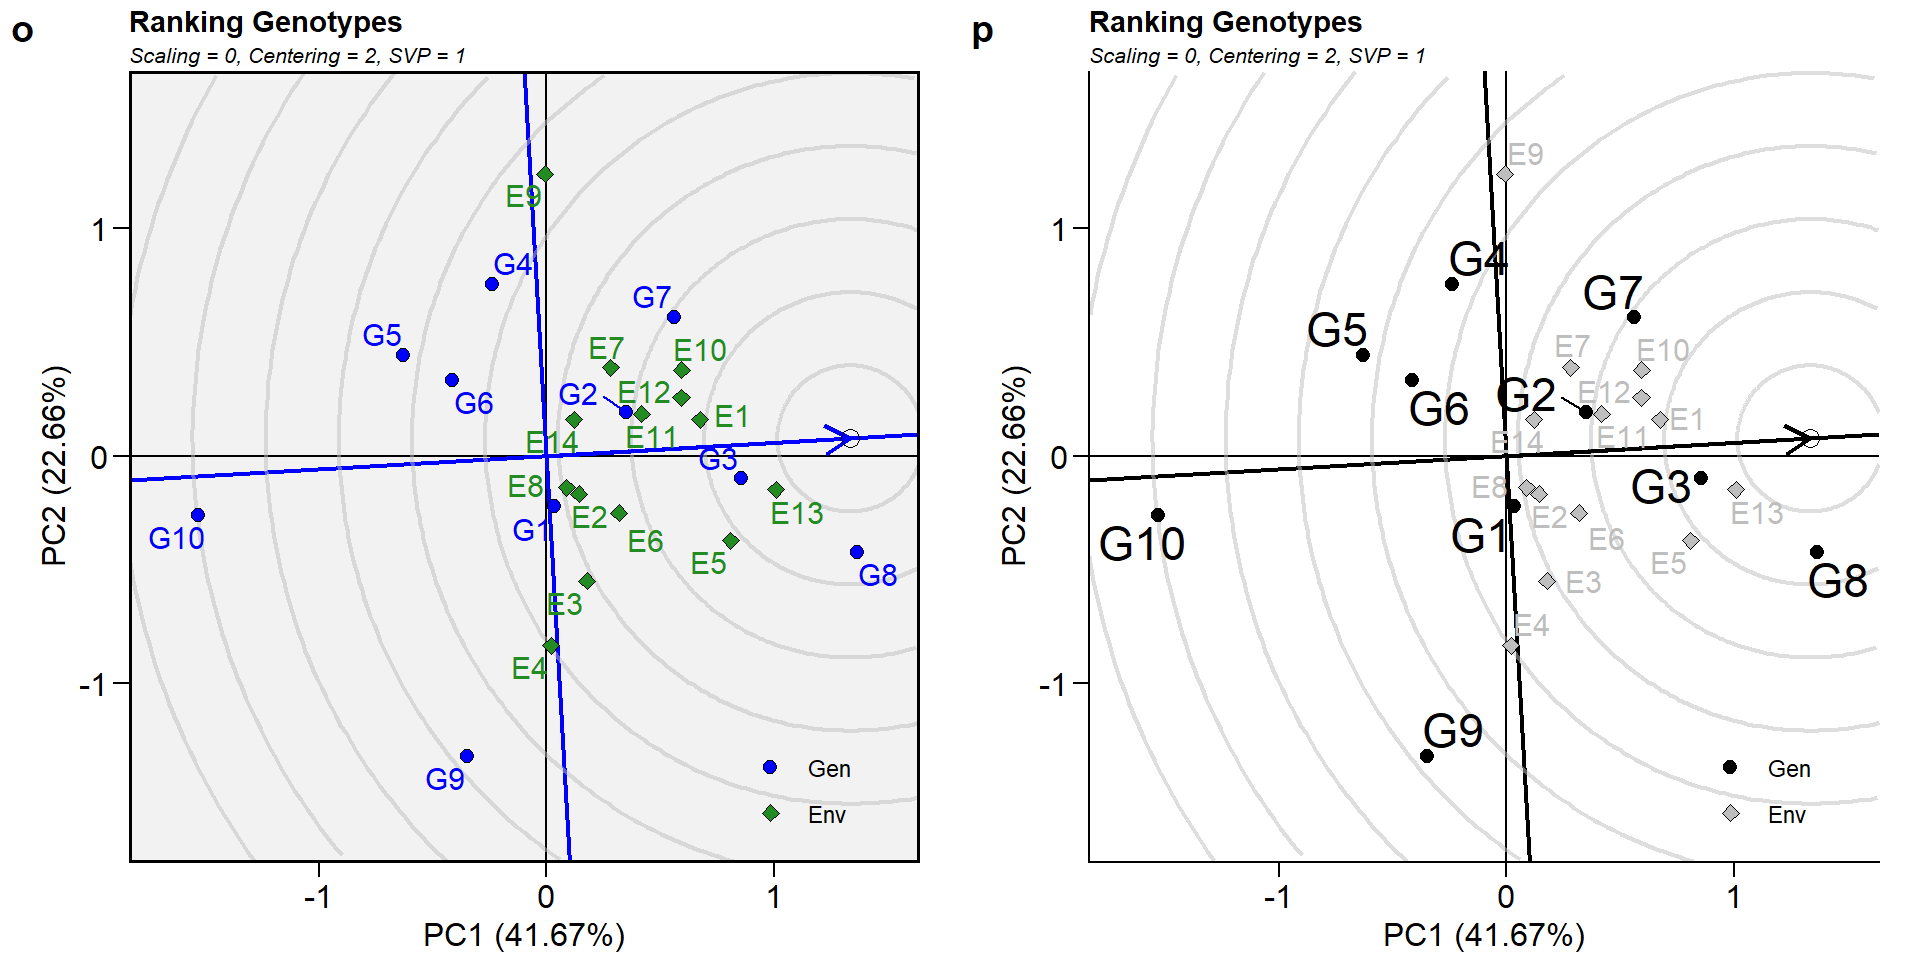 o
Ranking Genotypes
Scaling = 0, Centering = 2, SVP = 1
E9
G4
G7
G5
E7
E10
G2
E12
G6
E1
E14
E11
G3
E8
G1
E2
E13
G10
E6
E5
G8
E3
E4
G9
Gen
Env
1
0
-1
-1
0
1
PC2 (22.66%)
PC1 (41.67%)
p
Ranking Genotypes
Scaling = 0, Centering = 2, SVP = 1
E9
G4
G7
G5
E7
E10
G2
E12
G6
E1
E14
E11
E8
G3
E2
E13
G1
G10
E6
E5
G8
E3
E4
G9
Gen
Env
1
0
-1
-1
0
1
PC2 (22.66%)
PC1 (41.67%)